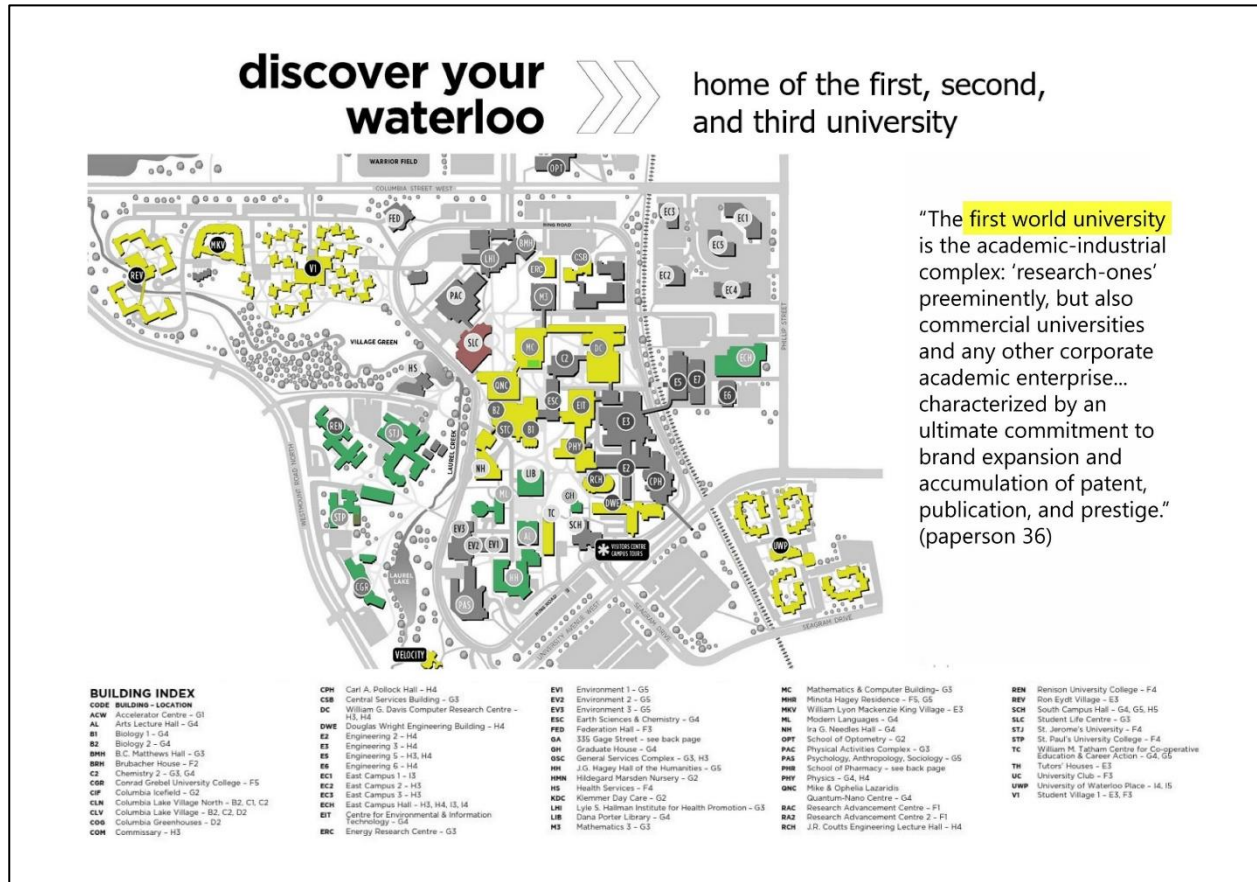 discover your
waterloo
home of the first, second,
and third university
WARRIOR FIELD
OPT
COLUMBIA STREET WEST
FED
RING ROAD
EC3
EC1
MKV
BMH
LHI
CSB
EC5
REV
V1
ERC
EC2
M3
EC4
PAC
PHILLIP STREET
VILLAGE GREEN
SLC
MC
C2
DC
ECH
HS
QNC
E5
E7
E6
ESC
EIT
B2
E3
REN
STJ
STC
B1
LAUREL CREEK
PHY
NH
LIB
E2
RCH
CPH
WESTMOUNT ROAD NORTH
ML
GH
DWE
STP
TC
EV3
SCH
UWP
EV2
EV1
AL
VISITORS CENTRE
CAMPUS TOURS
LAUREL
LAKE
HH
CGR
PAS
RING ROAD
UNIVERSITY AVENUE WEST
SEAGRAM DRIVE
SEAGRAM DRIVE
VELOCITY
“The first world university
is the academic-industrial
complex: ‘research-ones’
preeminently, but also
commercial universities
and any other corporate
academic enterprise...
characterized by an
ultimate commitment to
brand expansion and
accumulation of patent,
publication, and prestige.”
(paperson 36)
BUILDING INDEX
CODE BUILDING – LOCATION
ACW Accelerator Centre – G1
AL Arts Lecture Hall – G4
B1 Biology 1 – G4
B2 Biology 2 – G4
BMH B.C. Matthews Hall – G3
BRH Brubacher House – F2
C2 Chemistry 2 – G3, G4
CGR Conrad Grebel University College – F5
CIF Columbia Icefield – G2
CLN Columbia Lake Village North – B2, C1, C2
CLV Columbia Lake Village – B2, C2, D2
COG Columbia Greenhouses – D2
COM Commissary – H3
CPH Carl A. Pollock Hall – H4
CSB Central Services Building – G3
DC William G. Davis Computer Research Centre –
H3, H4
DWE Douglas Wright Engineering Building – H4
E2 Engineering 2 – H4
E3 Engineering 3 – H4
E5 Engineering 5 – H3, H4
E6 Engineering 6 – H4
EC1 East Campus 1 – I3
EC2 East Campus 2 – H3
EC3 East Campus 3 – H3
ECH East Campus Hall – H3, H4, I3, I4
EIT Centre for Environmental & Information
Technology – G4
ERC Energy Research Centre – G3
EV1 Environment 1 – G5
EV2 Environment 2 – G5
EV3 Environment 3 – G5
ESC Earth Sciences & Chemistry – G4
FED Federation Hall – F3
GA 335 Gage Street – see back page
GH Graduate House – G4
GSC General Services Complex – G3, H3
HH J.G. Hagey Hall of the Humanities – G5
HMN Hildegard Marsden Nursery – G2
HS Health Services – F4
KDC Klemmer Day Care – G2
LHI Lyle S. Hallman Institute for Health Promotion – G3
LIB Dana Porter Library – G4
M3 Mathematics 3 – G3
MC Mathematics & Computer Building– G3
MHR Minota Hagey Residence – F5, G5
MKV William Lyon Mackenzie King Village – E3
ML Modern Languages – G4
NH Ira G. Needles Hall – G4
OPT School of Optometry – G2
PAC Physical Activities Complex – G3
PAS Psychology, Anthropology, Sociology – G5
PHR School of Pharmacy – see back page
PHY Physics – G4, H4
QNC Mike & Ophelia Lazaridis
Quantum-Nano Centre – G4
RAC Research Advancement Centre – F1
RA2 Research Advancement Centre 2 – F1
RCH J.R. Coutts Engineering Lecture Hall – H4
REN Renison University College – F4
REV Ron Eydt Village – E3
SCH South Campus Hall – G4, G5, H5
SLC Student Life Centre – G3
STJ St. Jerome's University – F4
STP St. Paul's University College – F4
TC William M. Tatham Centre for Co-operative
Education & Career Action – G4, G5
TH Tutors' Houses – E3
UC University Club – F3
UWP University of Waterloo Place – I4, I5
V1 Student Village 1 – E3, F3